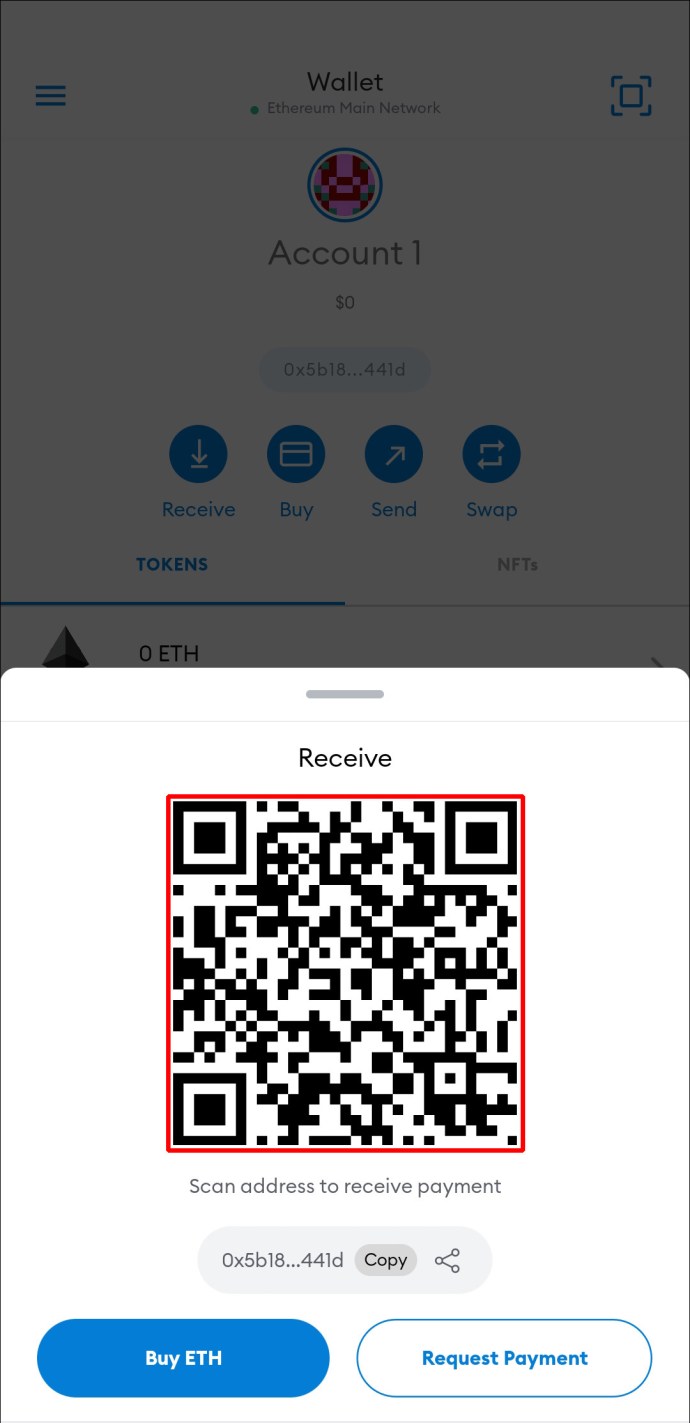 Wallet
Ethereum Main Network
Account 1
$0
0x5b18...441d
Receive Buy Send Swap
TOKENS NFTs
0 ETH
Receive
Scan address to receive payment
0x5b18...441d Copy
Buy ETH Request Payment